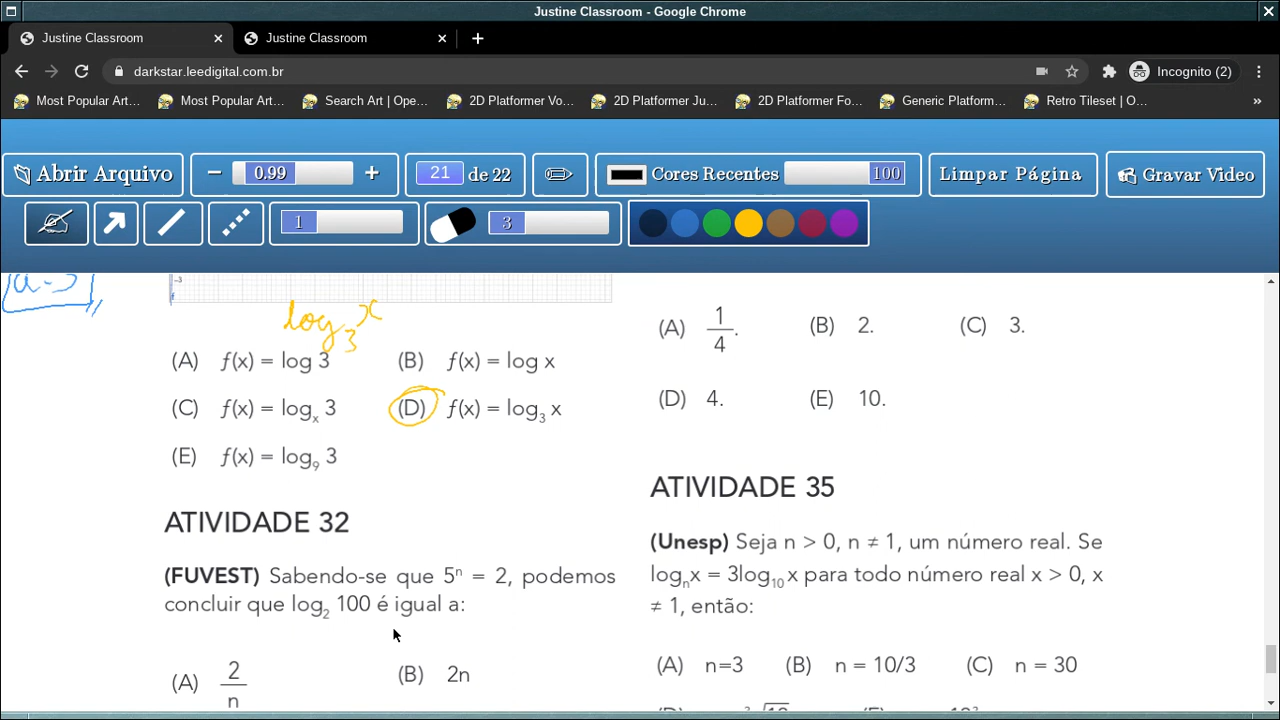 Justine Classroom - Google Chrome
Justine Classroom
Justine Classroom
darkstar.leedigital.com.br
Incognito (2)
Most Popular Art...
Most Popular Art...
Search Art | Ope...
2D Platformer Vo...
2D Platformer Ju...
2D Platformer Fo...
Generic Platform...
Retro Tileset | O...
Abrir Arquivo
0.99
21 de 22
Cores Recentes
100
Limpar Página
Gravar Video
1
3
-3
log₃ x
(A) f(x) = log 3
(B) f(x) = log x
(C) f(x) = logₓ 3
(D) f(x) = log₃ x
(E) f(x) = log₉ 3
ATIVIDADE 32
(FUVEST) Sabendo-se que 5ⁿ = 2, podemos
concluir que log₂ 100 é igual a:
(A) 2/n
(B) 2n
(A) 1/4.
(B) 2.
(C) 3.
(D) 4.
(E) 10.
ATIVIDADE 35
(Unesp) Seja n > 0, n ≠ 1, um número real. Se
logₙx = 3log₁₀ x para todo número real x > 0, x
≠ 1, então:
(A) n=3
(B) n = 10/3
(C) n = 30